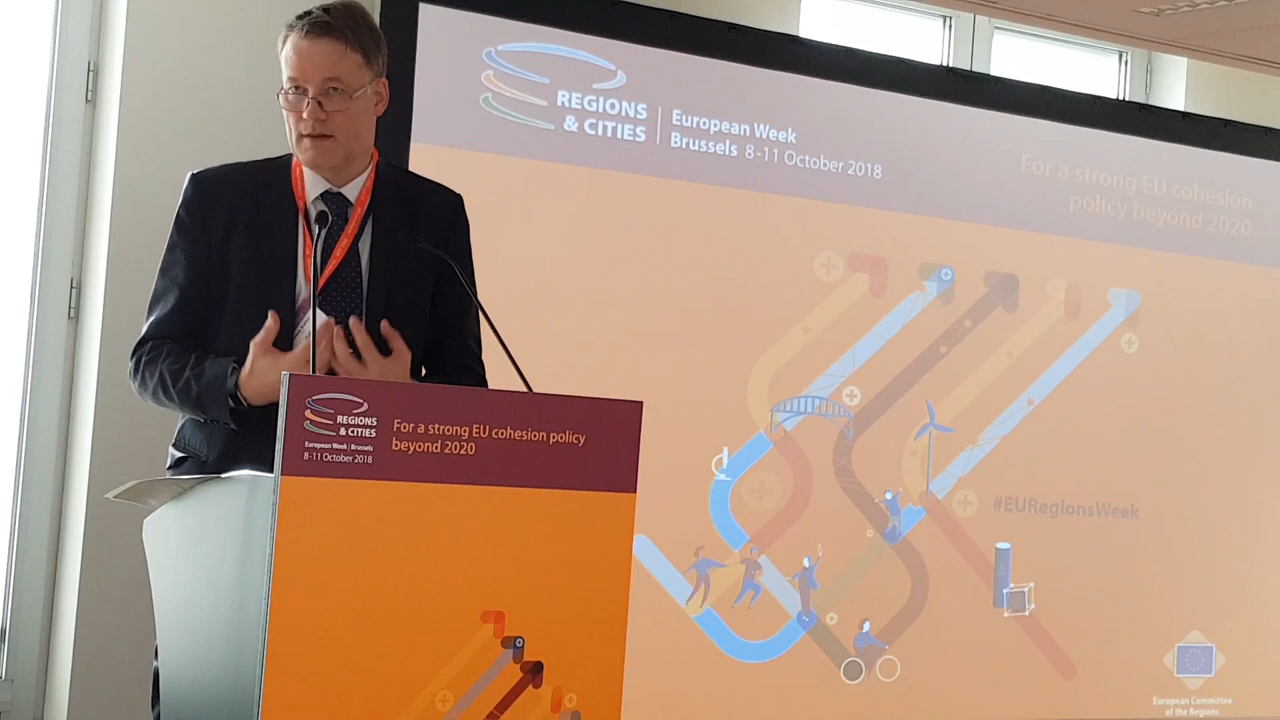 REGIONS
& CITIES
European Week
Brussels 8-11 October 2018
For a strong EU cohesion
policy beyond 2020
#EURegionsWeek
European Committee
of the Regions
REGIONS
& CITIES
European Week | Brussels
8-11 October 2018
For a strong EU cohesion policy
beyond 2020